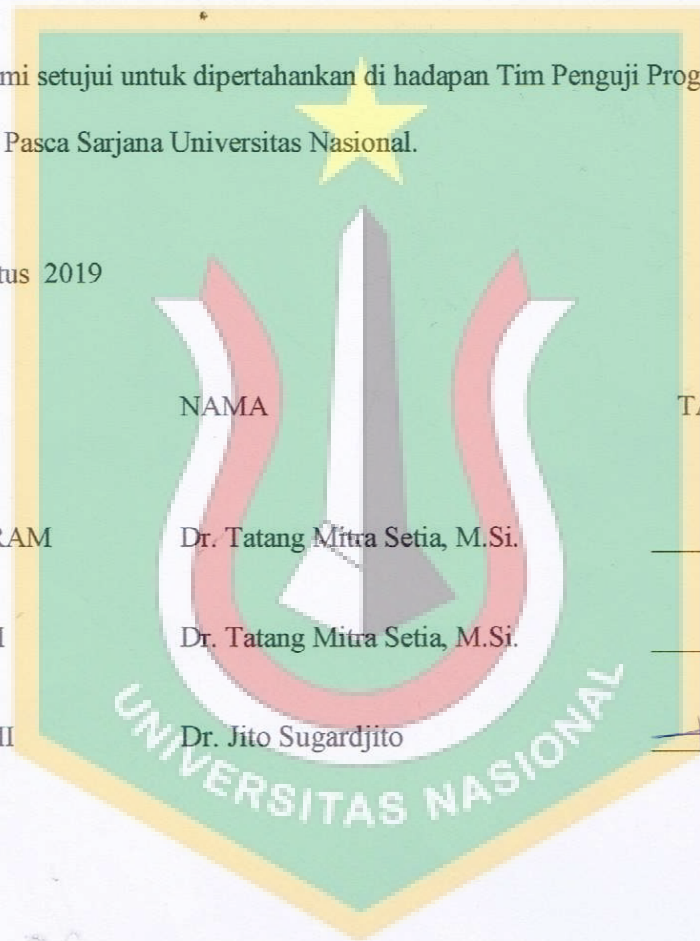 mi setujui untuk dipertahankan di hadapan Tim Penguji Prog
Pasca Sarjana Universitas Nasional.
tus 2019
NAMA TA
RAM Dr. Tatang Mitra Setia, M.Si.
I Dr. Tatang Mitra Setia, M.Si.
II Dr. Jito Sugardjito
UNIVERSITAS NASIONAL